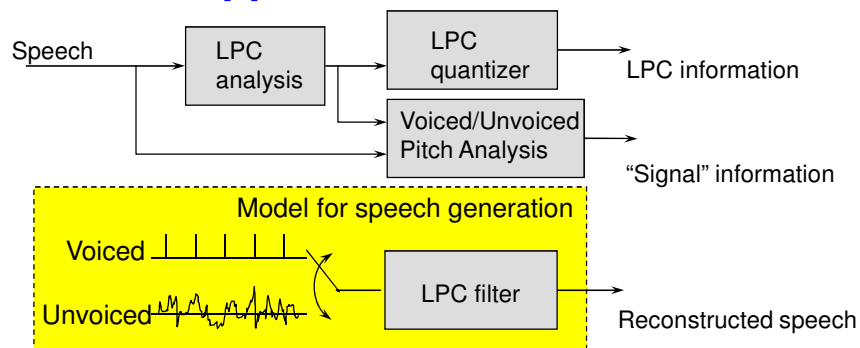 Speech
LPC
analysis
LPC
quantizer
LPC information
Voiced/Unvoiced
Pitch Analysis
“Signal” information
Model for speech generation
Voiced
Unvoiced
LPC filter
Reconstructed speech